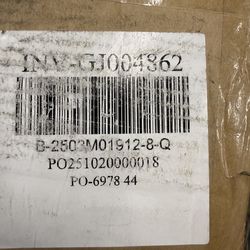 INV-GJ004862
B-2503M01912-8-Q
PO251020000018
PO-6978 44